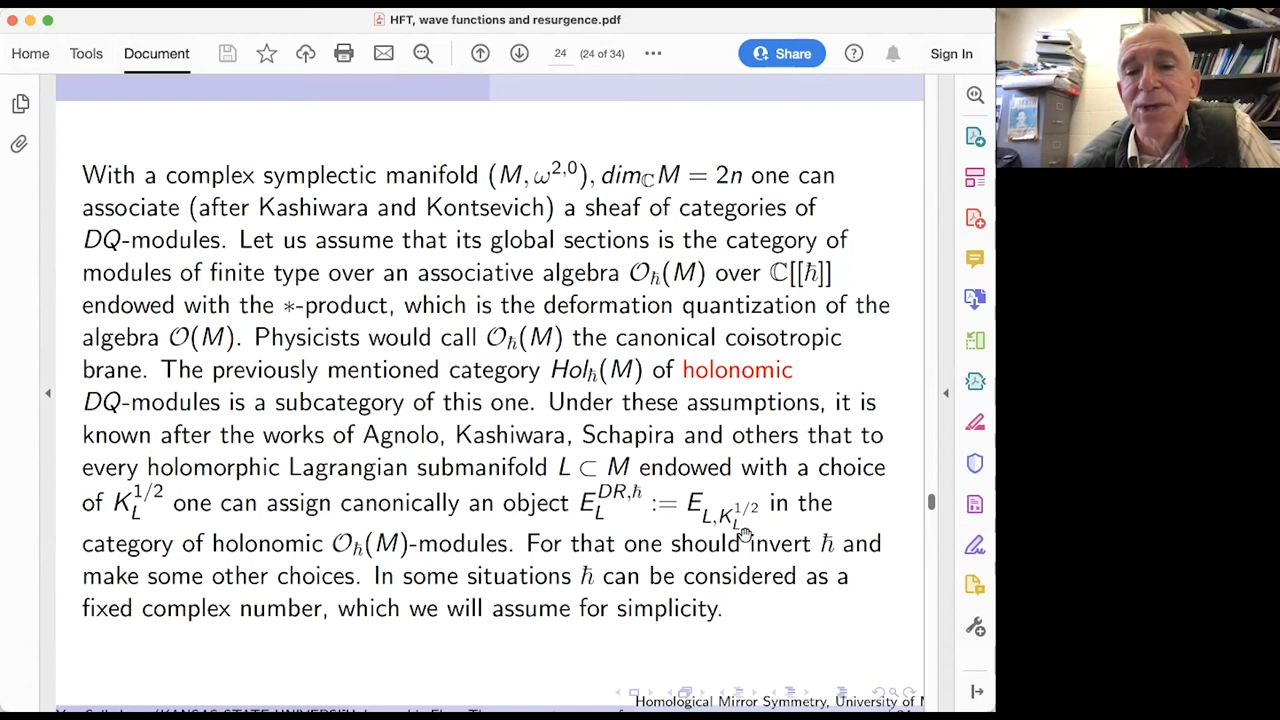 HFT, wave functions and resurgence.pdf
Home Tools Document 24 (24 of 34) Share Sign In
With a complex symplectic manifold (M, ω^{2,0}), dim_ℂ M = 2n one can
associate (after Kashiwara and Kontsevich) a sheaf of categories of
DQ-modules. Let us assume that its global sections is the category of
modules of finite type over an associative algebra 𝒪_ħ(M) over ℂ[[ħ]]
endowed with the ∗-product, which is the deformation quantization of the
algebra 𝒪(M). Physicists would call 𝒪_ħ(M) the canonical coisotropic
brane. The previously mentioned category Hol_ħ(M) of holonomic
DQ-modules is a subcategory of this one. Under these assumptions, it is
known after the works of Agnolo, Kashiwara, Schapira and others that to
every holomorphic Lagrangian submanifold L ⊂ M endowed with a choice
of K_L^{1/2} one can assign canonically an object E_L^{DR,ħ} := E_{L,K_L^{1/2}} in the
category of holonomic 𝒪_ħ(M)-modules. For that one should invert ħ and
make some other choices. In some situations ħ can be considered as a
fixed complex number, which we will assume for simplicity.
Homological Mirror Symmetry, University of